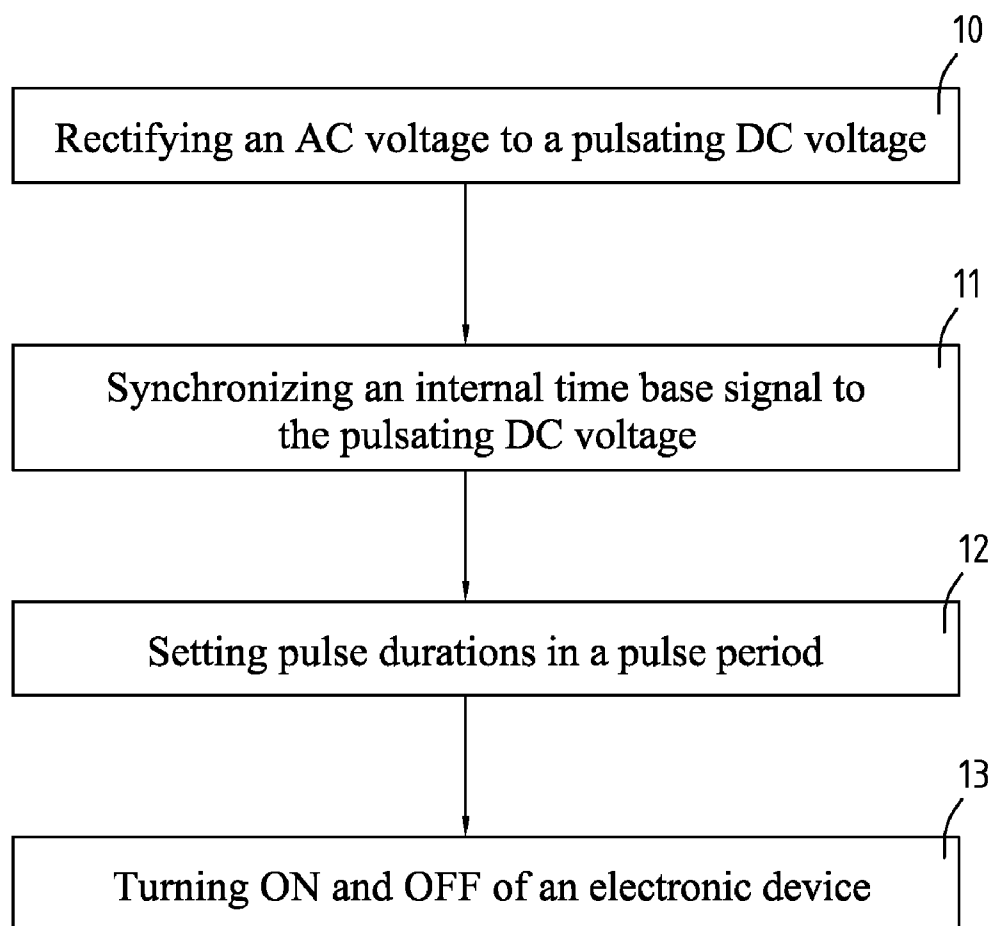 10
Rectifying an AC voltage to a pulsating DC voltage
11
Synchronizing an internal time base signal to
the pulsating DC voltage
12
Setting pulse durations in a pulse period
13
Turning ON and OFF of an electronic device